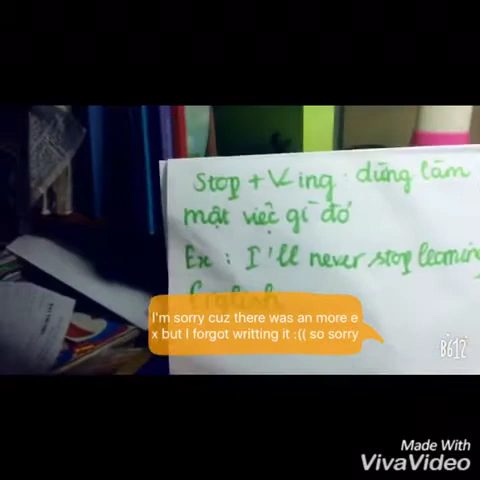 Stop + V ing : dừng làm
một việc gì đó
Ex : I'll never stop learning
English
I'm sorry cuz there was an more e
x but I forgot writting it :(( so sorry
B612
Made With
VivaVideo